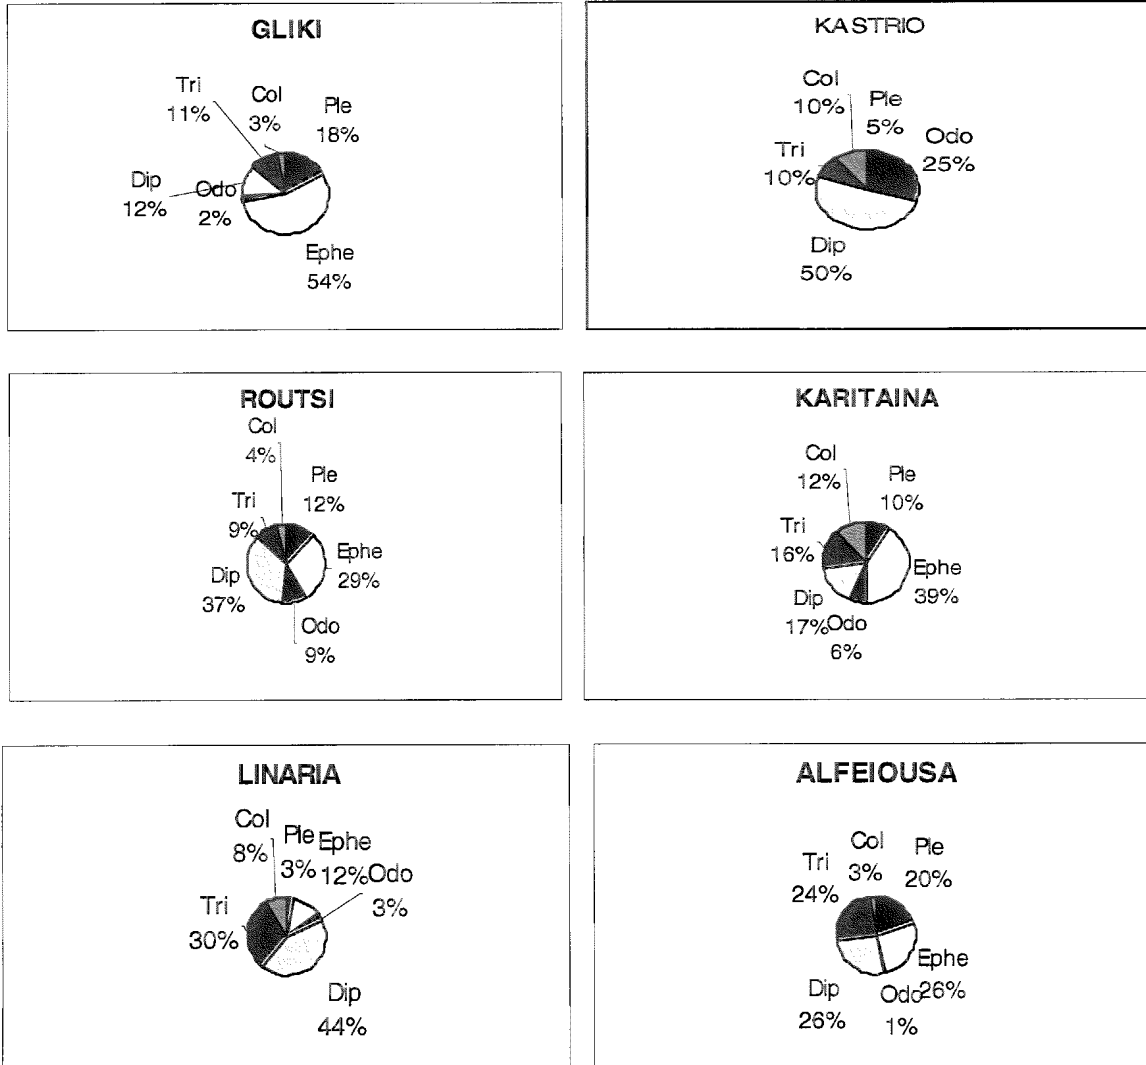 GLIKI
Tri
11%
Col
3%
Ple
18%
Dip
12%
Odo
2%
Ephe
54%
KASTRIO
Col
10%
Ple
5%
Odo
25%
Tri
10%
Dip
50%
ROUTSI
Col
4%
Ple
12%
Tri
9%
Ephe
29%
Dip
37%
Odo
9%
KARITAINA
Col
12%
Ple
10%
Tri
16%
Ephe
39%
Dip
17%
Odo
6%
LINARIA
Col
8%
Ple
3%
Ephe
12%
Odo
3%
Tri
30%
Dip
44%
ALFEIOUSA
Col
3%
Ple
20%
Tri
24%
Ephe
26%
Dip
26%
Odo
1%